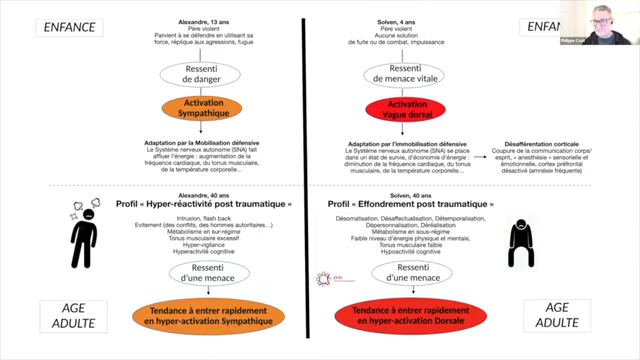 ENFANCE
Alexandre, 13 ans
Père violent
Parvient à se défendre en utilisant sa
force, réplique aux agressions, fugue
Ressenti
de danger
Activation
Sympathique
Adaptation par la Mobilisation défensive
Le Système nerveux autonome (SNA) fait
affluer l'énergie : augmentation de la
fréquence cardiaque, du tonus musculaire,
de la température corporelle…
Solven, 4 ans
Père violent
Aucune solution
de fuite ou de combat, impuissance
Ressenti
de menace vitale
Activation
Vague dorsal
Adaptation par l'immobilisation défensive
Le Système nerveux autonome (SNA) se place
dans un état de survie, d'économie d'énergie :
diminution de la fréquence cardiaque, du tonus
musculaire, de la température corporelle…
Désafférentation corticale
Coupure de la communication corps/
esprit, « anesthésie » sensorielle et
émotionnelle, cortex préfrontal
désactivé (amnésie fréquente)
ENFAN
Alexandre, 40 ans
Profil « Hyper-réactivité post traumatique »
Intrusion, flash back
Evitement (des conflits, des hommes autoritaires…)
Métabolisme en sur-régime
Tonus musculaire excessif
Hyper-vigilance
Hyperactivité cognitive
Ressenti
d'une menace
Tendance à entrer rapidement
en hyper-activation Sympathique
AGE
ADULTE
Solven, 40 ans
Profil « Effondrement post traumatique »
Désomatisation, Désaffectualisation, Détemporalisation,
Dépersonnalisation, Déréalisation
Métabolisme en sous-régime
Faible niveau d'énergie physique et mentale,
Tonus musculaire faible
Hypoactivité cognitive
Ressenti
d'une menace
Tendance à entrer rapidement
en hyper-activation Dorsale
AGE
ADULTE